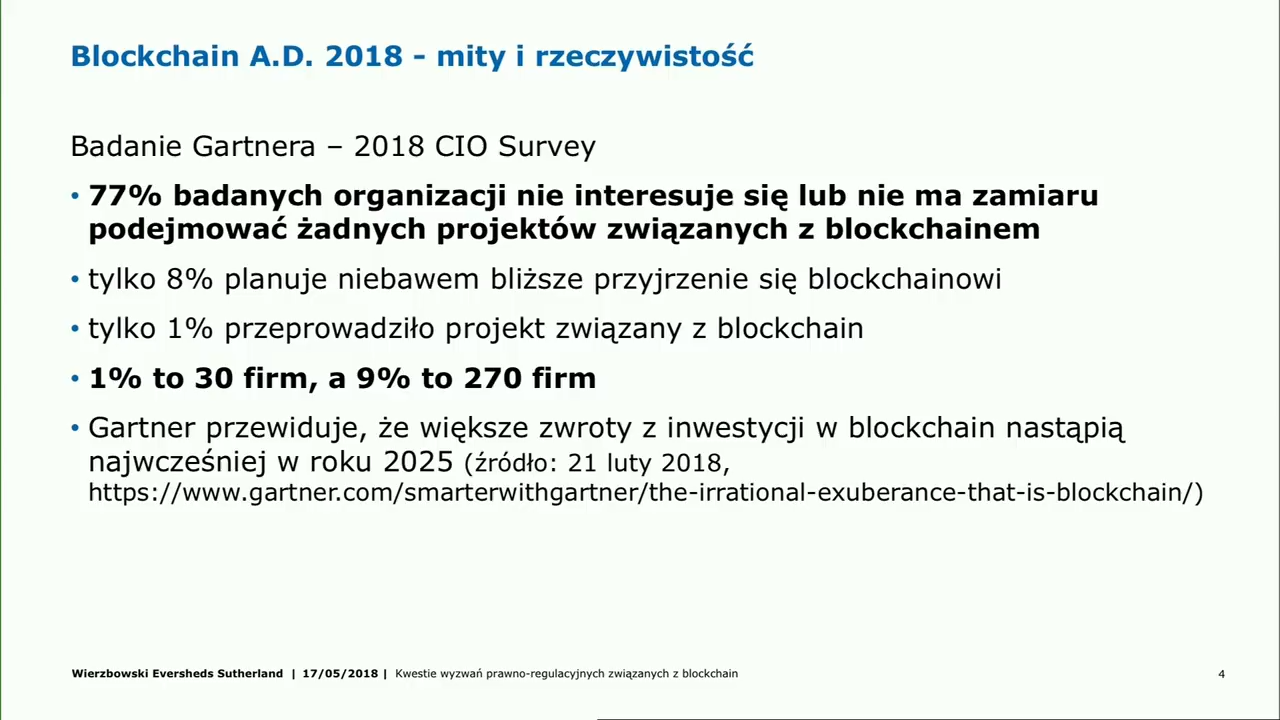 Blockchain A.D. 2018 - mity i rzeczywistość
Badanie Gartnera – 2018 CIO Survey
• 77% badanych organizacji nie interesuje się lub nie ma zamiaru
podejmować żadnych projektów związanych z blockchainem
• tylko 8% planuje niebawem bliższe przyjrzenie się blockchainowi
• tylko 1% przeprowadziło projekt związany z blockchain
• 1% to 30 firm, a 9% to 270 firm
• Gartner przewiduje, że większe zwroty z inwestycji w blockchain nastąpią
najwcześniej w roku 2025 (źródło: 21 luty 2018,
https://www.gartner.com/smarterwithgartner/the-irrational-exuberance-that-is-blockchain/)
Wierzbowski Eversheds Sutherland | 17/05/2018 | Kwestie wyzwań prawno-regulacyjnych związanych z blockchain 4